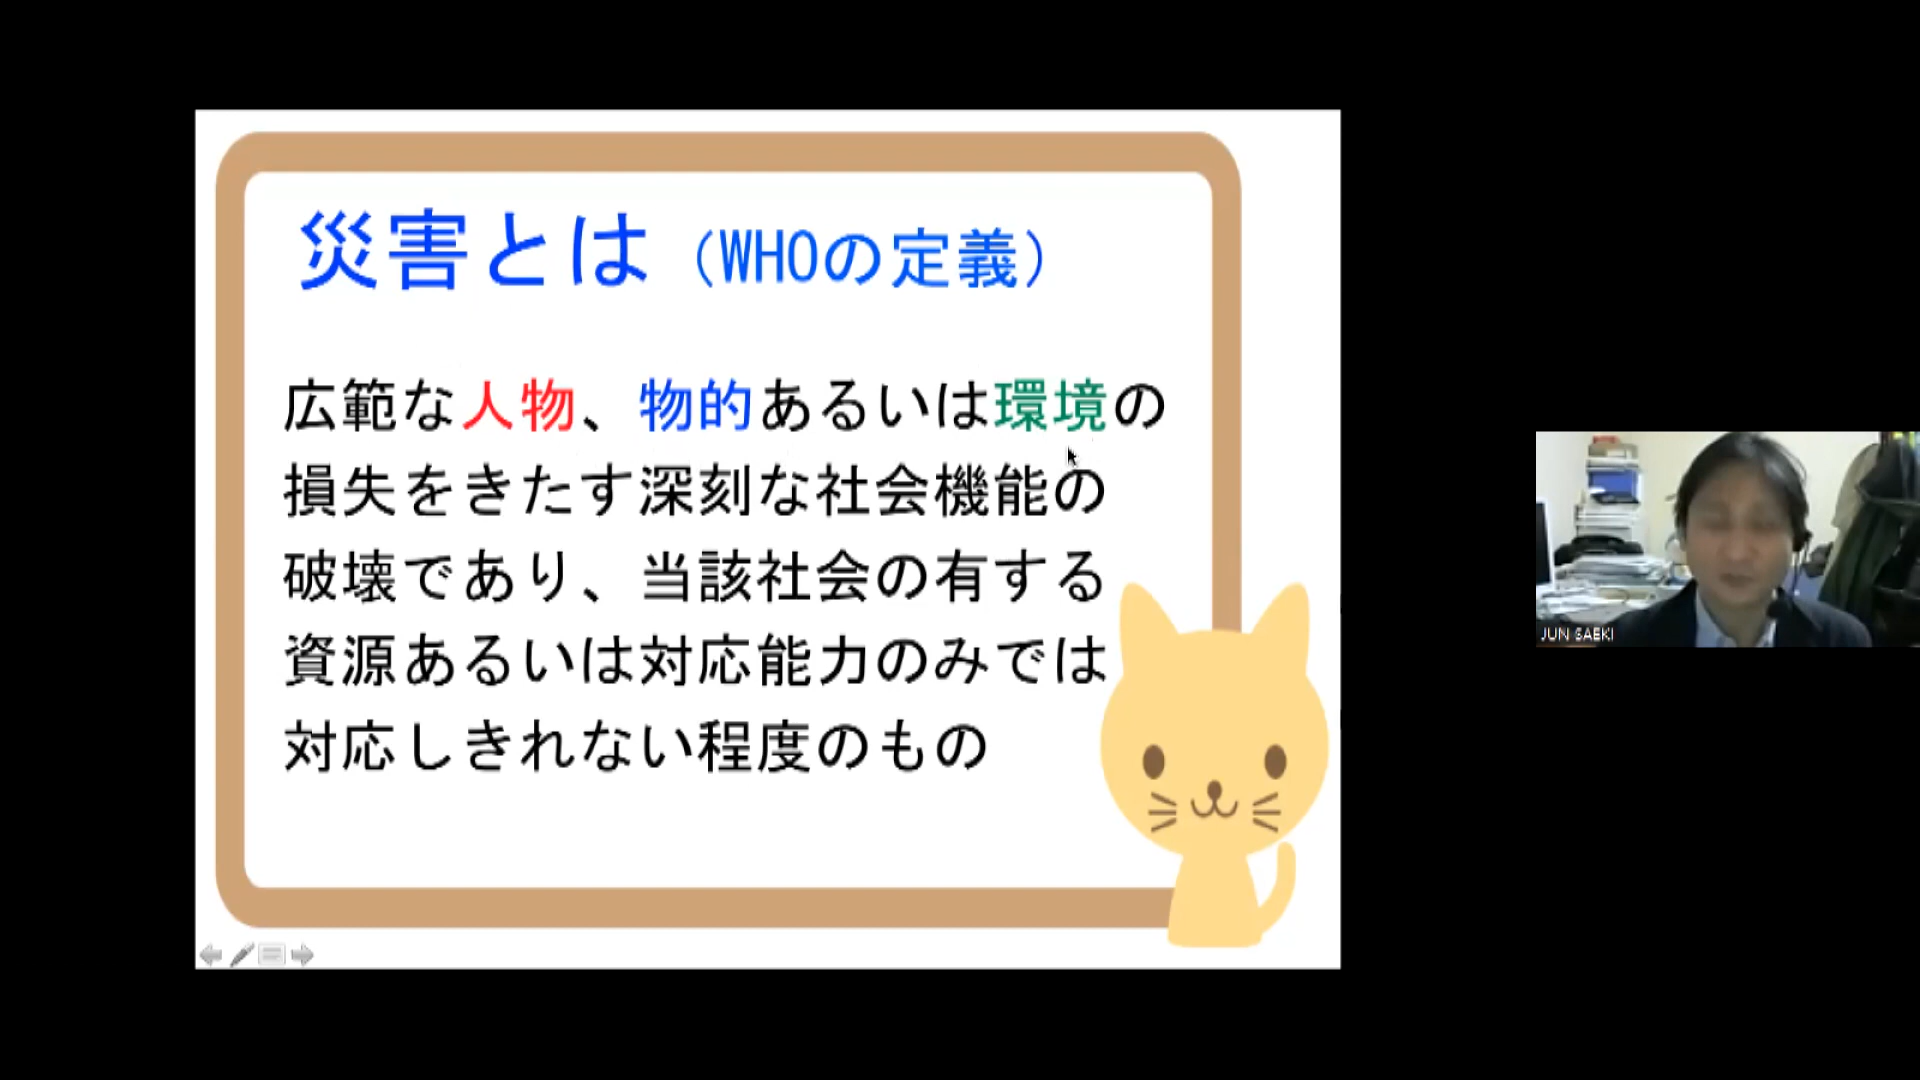 災害とは（WHOの定義）
広範な人物、物的あるいは環境の
損失をきたす深刻な社会機能の
破壊であり、当該社会の有する
資源あるいは対応能力のみでは
対応しきれない程度のもの
JUN SAEKI